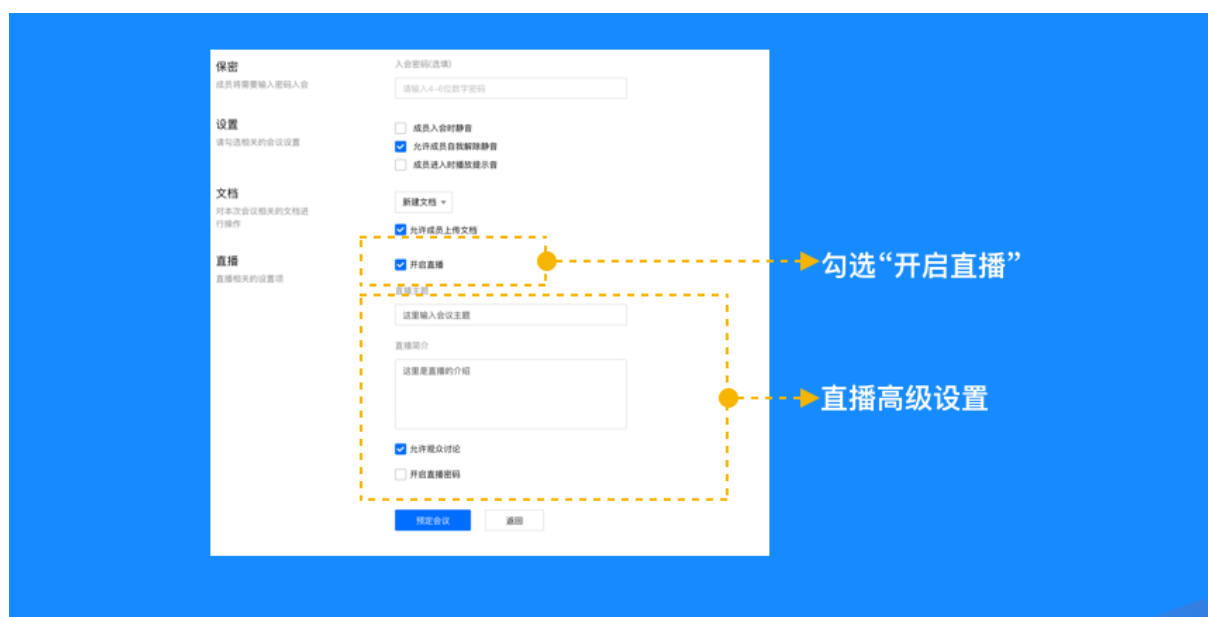 保密
成员将需要输入密码入会
入会密码(选填)
请输入4-6位数字密码
设置
请勾选相关的会议设置
成员入会时静音
允许成员自我解除静音
成员进入时播放提示音
文档
对本次会议相关的文档进
行操作
新建文档
允许成员上传文档
直播
直播相关的设置项
开启直播
勾选“开启直播”
直播主题
这里输入会议主题
直播简介
这里是直播的介绍
直播高级设置
允许观众讨论
开启直播密码
预定会议
返回